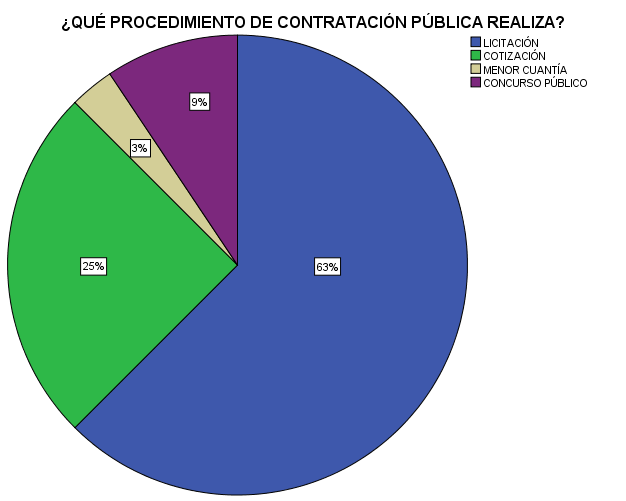 ¿QUÉ PROCEDIMIENTO DE CONTRATACIÓN PÚBLICA REALIZA?
LICITACIÓN
COTIZACIÓN
MENOR CUANTÍA
CONCURSO PÚBLICO
9%
3%
25%
63%